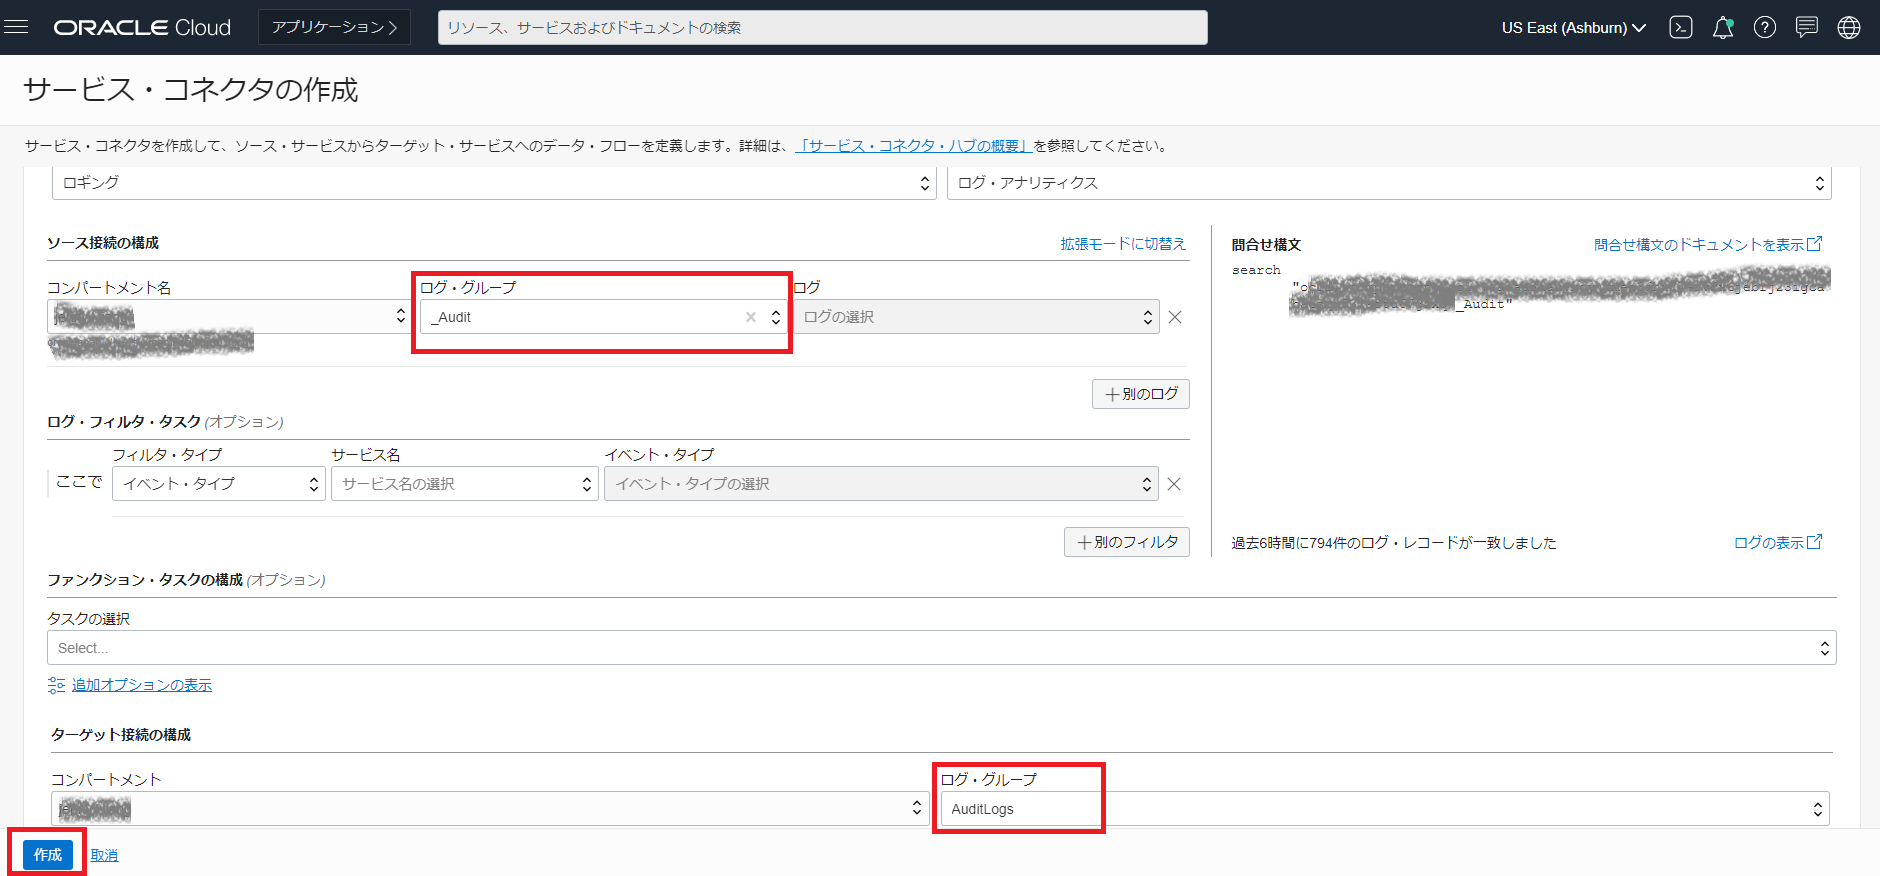 ORACLE Cloud
アプリケーション
リソース、サービスおよびドキュメントの検索
US East (Ashburn)
サービス・コネクタの作成
サービス・コネクタを作成して、ソース・サービスからターゲット・サービスへのデータ・フローを定義します。詳細は、「サービス・コネクタ・ハブの概要」を参照してください。
ロギング
ログ・アナリティクス
ソース接続の構成
拡張モードに切替え
コンパートメント名
ログ・グループ
_Audit
ログ
ログの選択
+別のログ
問合せ構文
問合せ構文のドキュメントを表示
search
_Audit"
過去6時間に794件のログ・レコードが一致しました
ログの表示
ログ・フィルタ・タスク (オプション)
フィルタ・タイプ
サービス名
イベント・タイプ
ここで
イベント・タイプ
サービス名の選択
イベント・タイプの選択
+別のフィルタ
ファンクション・タスクの構成 (オプション)
タスクの選択
Select...
追加オプションの表示
ターゲット接続の構成
コンパートメント
ログ・グループ
AuditLogs
作成
取消